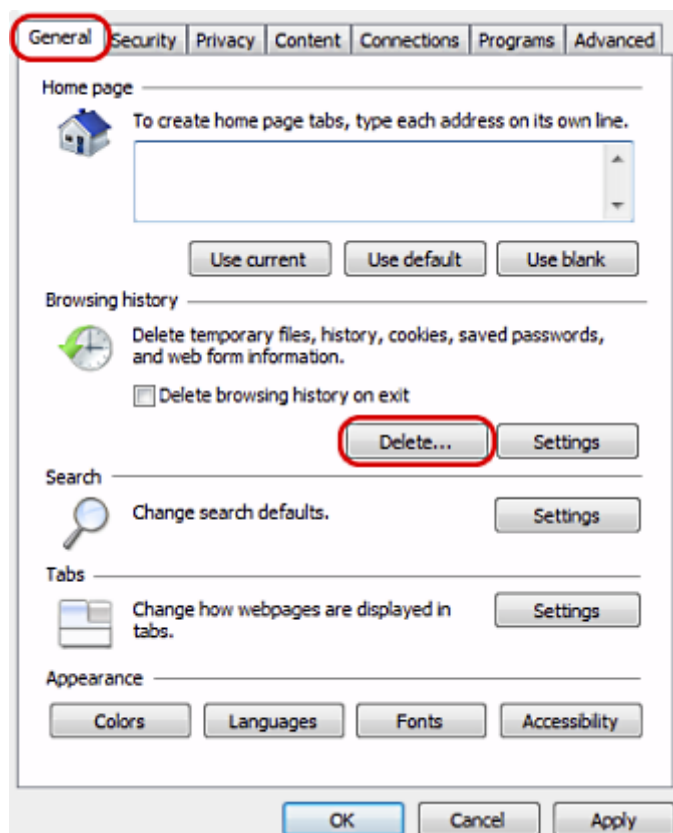 General Security Privacy Content Connections Programs Advanced
Home page
To create home page tabs, type each address on its own line.
Use current Use default Use blank
Browsing history
Delete temporary files, history, cookies, saved passwords,
and web form information.
Delete browsing history on exit
Delete... Settings
Search
Change search defaults. Settings
Tabs
Change how webpages are displayed in Settings
tabs.
Appearance
Colors Languages Fonts Accessibility
OK Cancel Apply